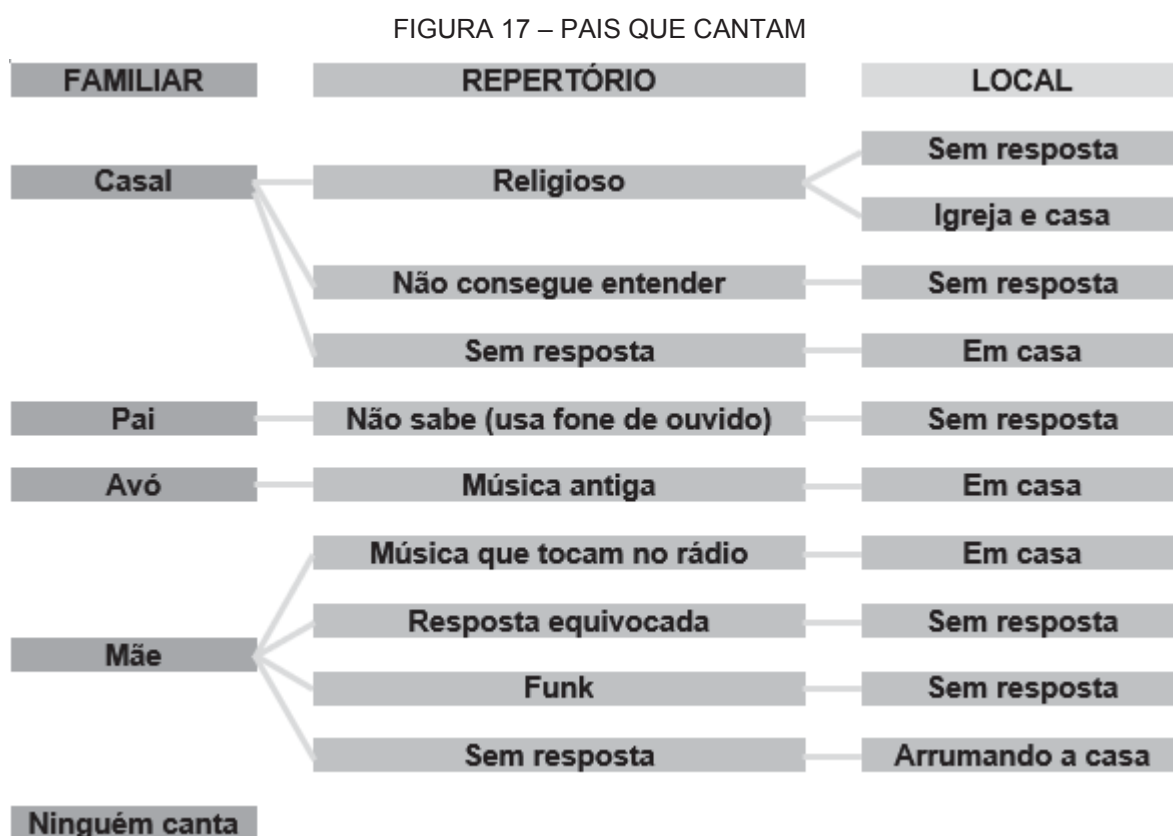 FIGURA 17 – PAIS QUE CANTAM
FAMILIAR REPERTÓRIO LOCAL
Sem resposta
Casal Religioso
Igreja e casa
Não consegue entender Sem resposta
Sem resposta Em casa
Pai Não sabe (usa fone de ouvido) Sem resposta
Avó Música antiga Em casa
Música que tocam no rádio Em casa
Resposta equivocada Sem resposta
Mãe
Funk Sem resposta
Sem resposta Arrumando a casa
Ninguém canta